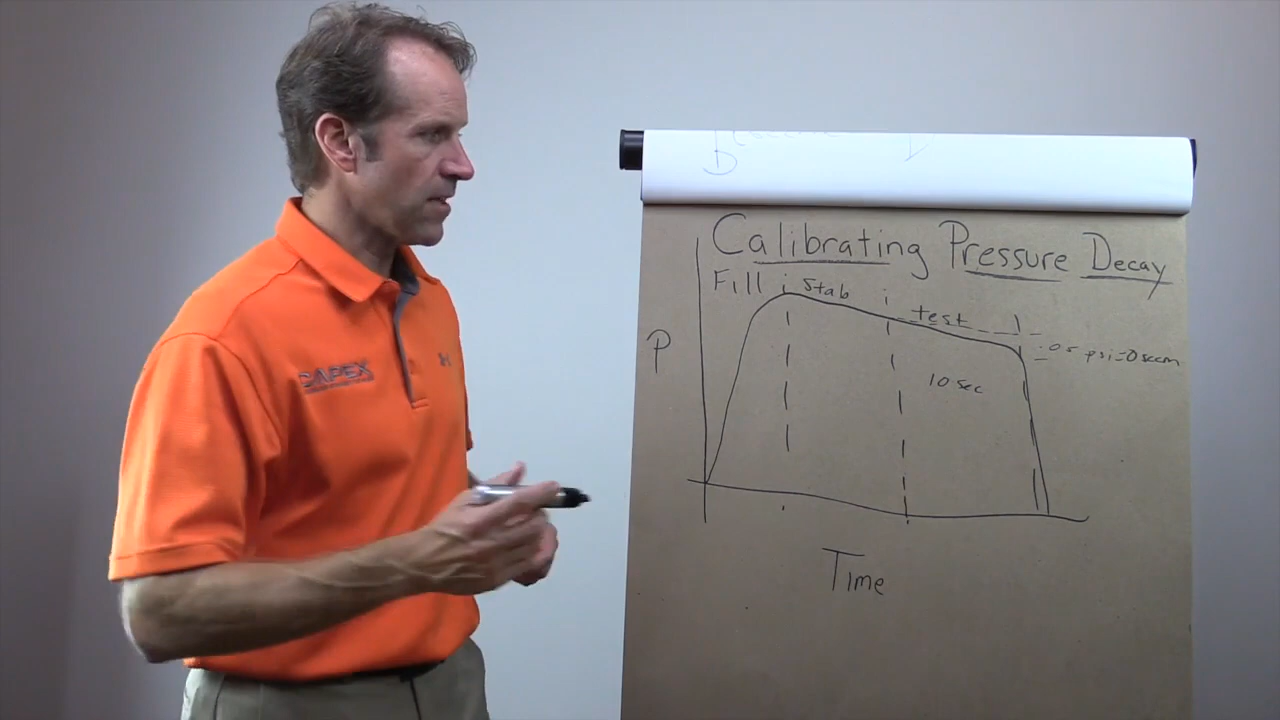 Calibrating Pressure Decay
Fill stab
test
P
.05 psi=0 sccm
10 sec
Time
CAPEX